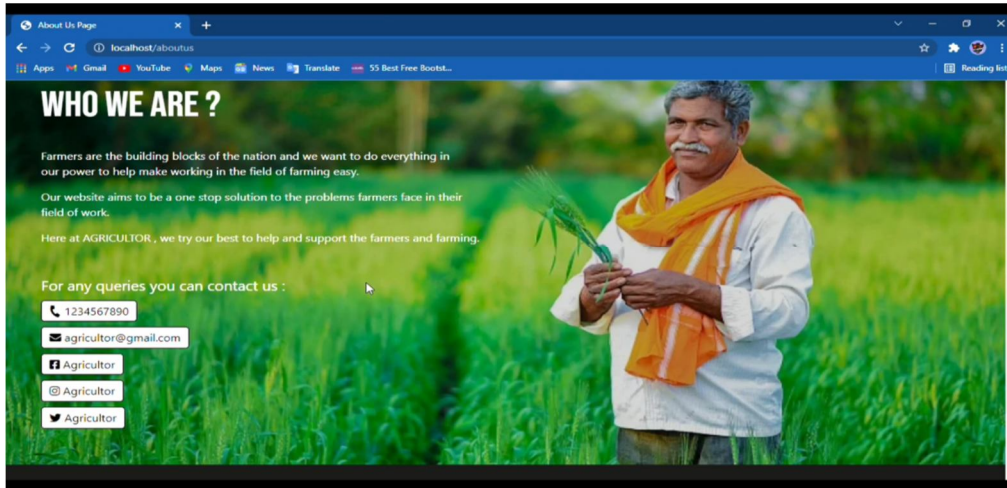 About Us Page
localhost/aboutus
Apps Gmail YouTube Maps News Translate 55 Best Free Bootst... Reading list
WHO WE ARE ?
Farmers are the building blocks of the nation and we want to do everything in
our power to help make working in the field of farming easy.
Our website aims to be a one stop solution to the problems farmers face in their
field of work.
Here at AGRICULTOR , we try our best to help and support the farmers and farming.
For any queries you can contact us :
1234567890
agricultor@gmail.com
Agricultor
Agricultor
Agricultor